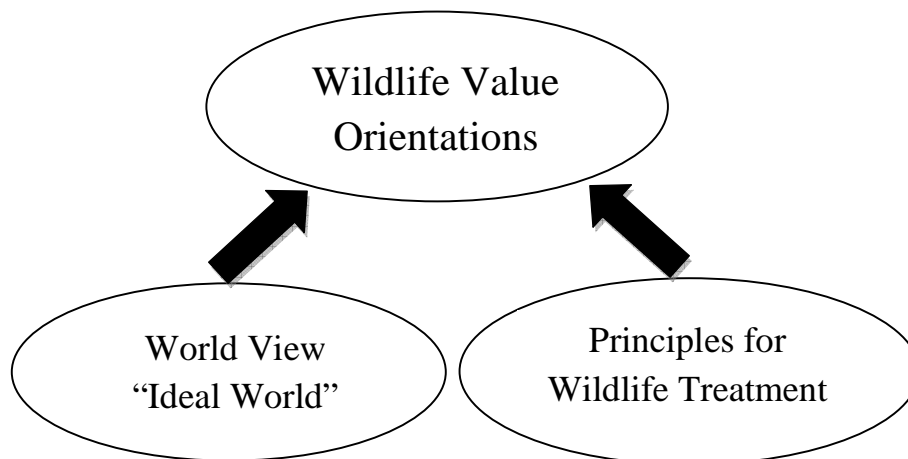 Wildlife Value
Orientations
World View
“Ideal World”
Principles for
Wildlife Treatment